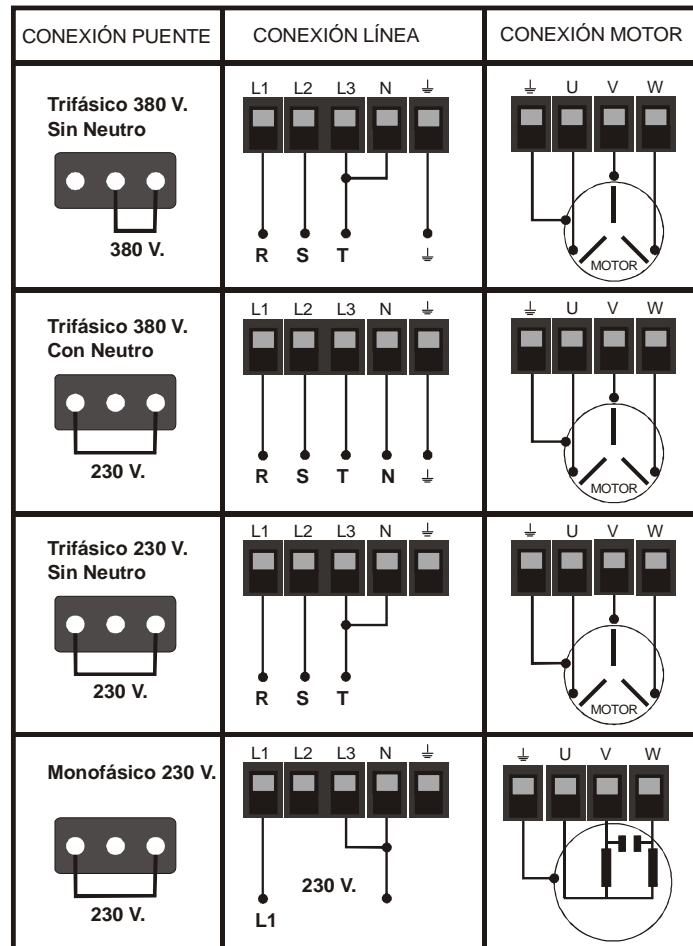 CONEXIÓN PUENTE CONEXIÓN LÍNEA CONEXIÓN MOTOR
Trifásico 380 V.
Sin Neutro
380 V.
L1 L2 L3 N ⏚
R S T ⏚
⏚ U V W
MOTOR
Trifásico 380 V.
Con Neutro
230 V.
L1 L2 L3 N ⏚
R S T N ⏚
⏚ U V W
MOTOR
Trifásico 230 V.
Sin Neutro
230 V.
L1 L2 L3 N ⏚
R S T
⏚ U V W
MOTOR
Monofásico 230 V.
230 V.
L1 L2 L3 N ⏚
230 V.
L1
⏚ U V W